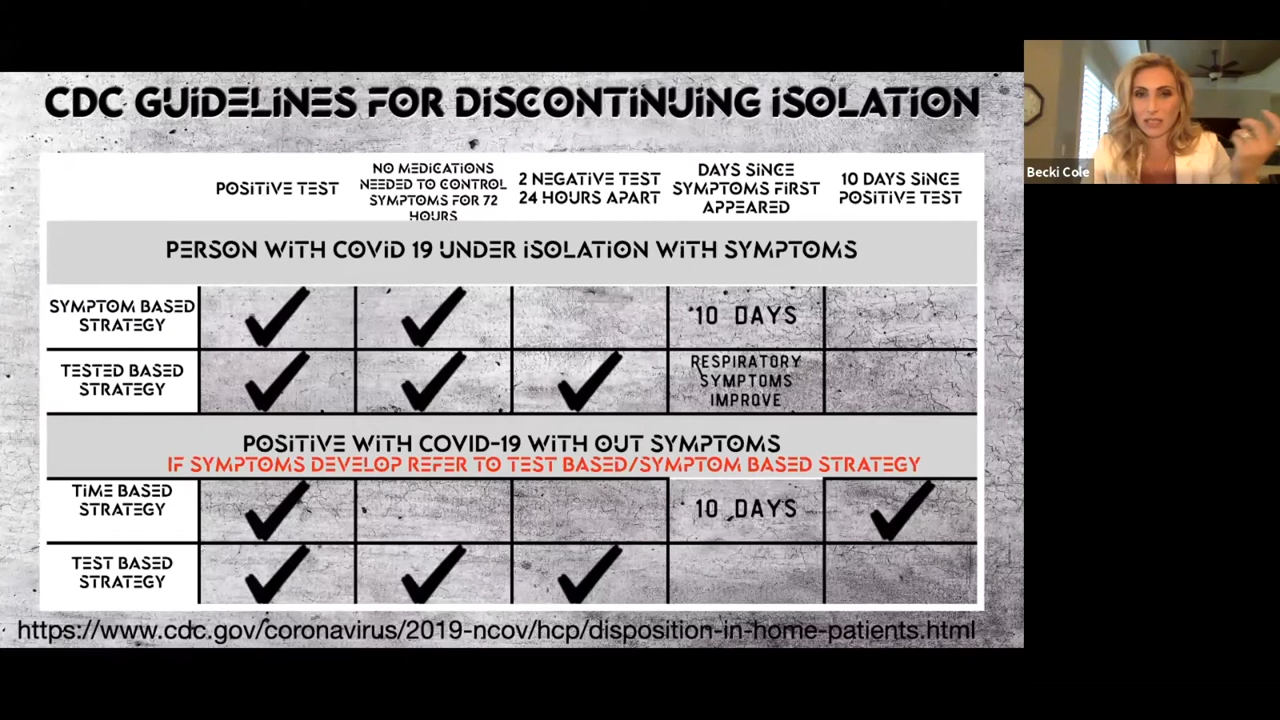 CDC GUIDELINES FOR DISCONTINUING ISOLATION
POSITIVE TEST
NO MEDICATIONS
NEEDED TO CONTROL
SYMPTOMS FOR 72
HOURS
2 NEGATIVE TEST
24 HOURS APART
DAYS SINCE
SYMPTOMS FIRST
APPEARED
10 DAYS SINCE
POSITIVE TEST
PERSON WITH COVID 19 UNDER ISOLATION WITH SYMPTOMS
SYMPTOM BASED
STRATEGY
10 DAYS
TESTED BASED
STRATEGY
RESPIRATORY
SYMPTOMS
IMPROVE
POSITIVE WITH COVID-19 WITH OUT SYMPTOMS
IF SYMPTOMS DEVELOP REFER TO TEST BASED/SYMPTOM BASED STRATEGY
TIME BASED
STRATEGY
10 DAYS
TEST BASED
STRATEGY
https://www.cdc.gov/coronavirus/2019-ncov/hcp/disposition-in-home-patients.html
Becki Cole